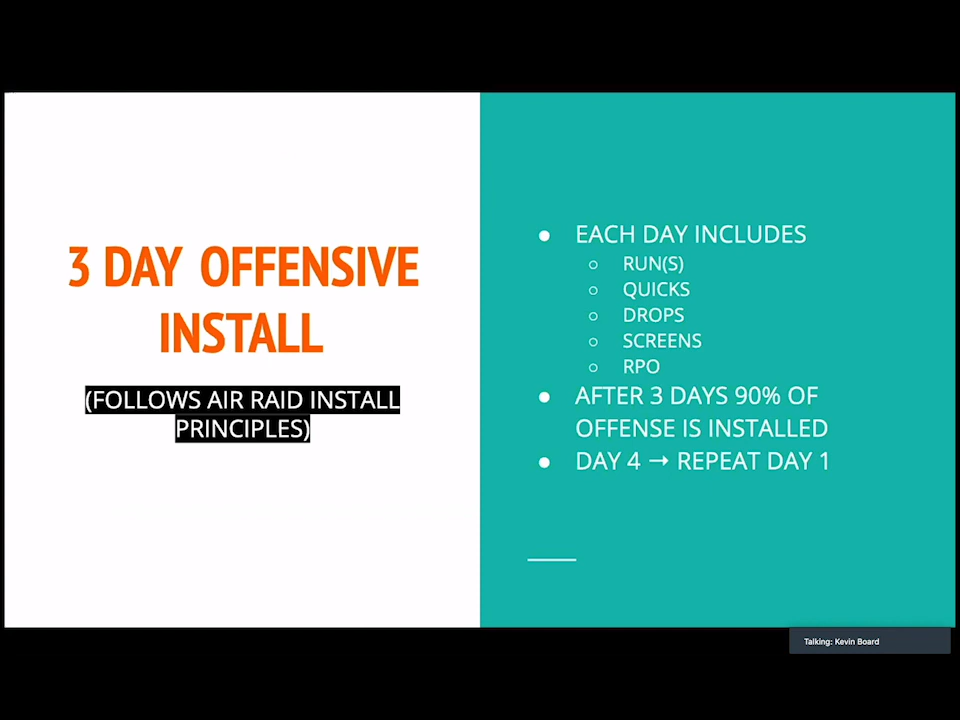 3 DAY OFFENSIVE
INSTALL
(FOLLOWS AIR RAID INSTALL
PRINCIPLES)
● EACH DAY INCLUDES
○ RUN(S)
○ QUICKS
○ DROPS
○ SCREENS
○ RPO
● AFTER 3 DAYS 90% OF
OFFENSE IS INSTALLED
● DAY 4 → REPEAT DAY 1
Talking: Kevin Board